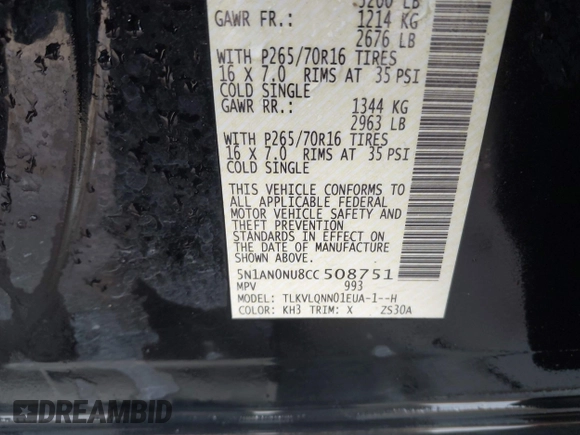 5200 LB
GAWR FR.: 1214 KG
2676 LB
WITH P265/70R16 TIRES
16 X 7.0 RIMS AT 35 PSI
COLD SINGLE
GAWR RR.: 1344 KG
2963 LB
WITH P265/70R16 TIRES
16 X 7.0 RIMS AT 35 PSI
COLD SINGLE
THIS VEHICLE CONFORMS TO
ALL APPLICABLE FEDERAL
MOTOR VEHICLE SAFETY AND
THEFT PREVENTION
STANDARDS IN EFFECT ON
THE DATE OF MANUFACTURE
SHOWN ABOVE.
5N1AN0NU8CC508751
MPV 993
MODEL: TLKVLQNN01EUA-1--H
COLOR: KH3 TRIM: X ZS30A
DREAMBID